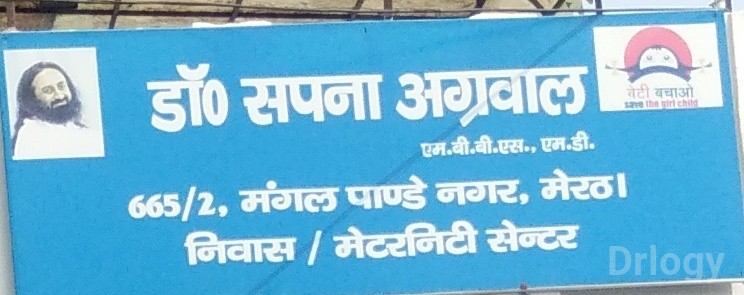 डॉ० सपना अग्रवाल
बेटी बचाओ
save the girl child
एम.बी.बी.एस., एम.डी.
665/2, मंगल पाण्डे नगर, मेरठ।
निवास / मेटरनिटी सेन्टर
Drlogy